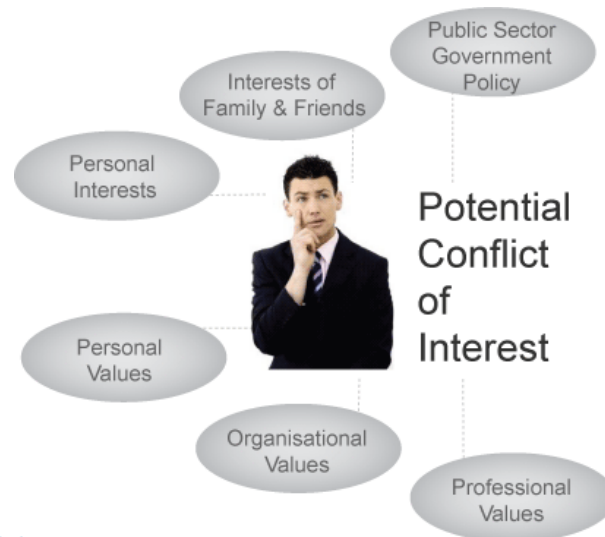 Public Sector
Government
Policy
Interests of
Family & Friends
Personal
Interests
Potential
Conflict
of
Interest
Personal
Values
Organisational
Values
Professional
Values